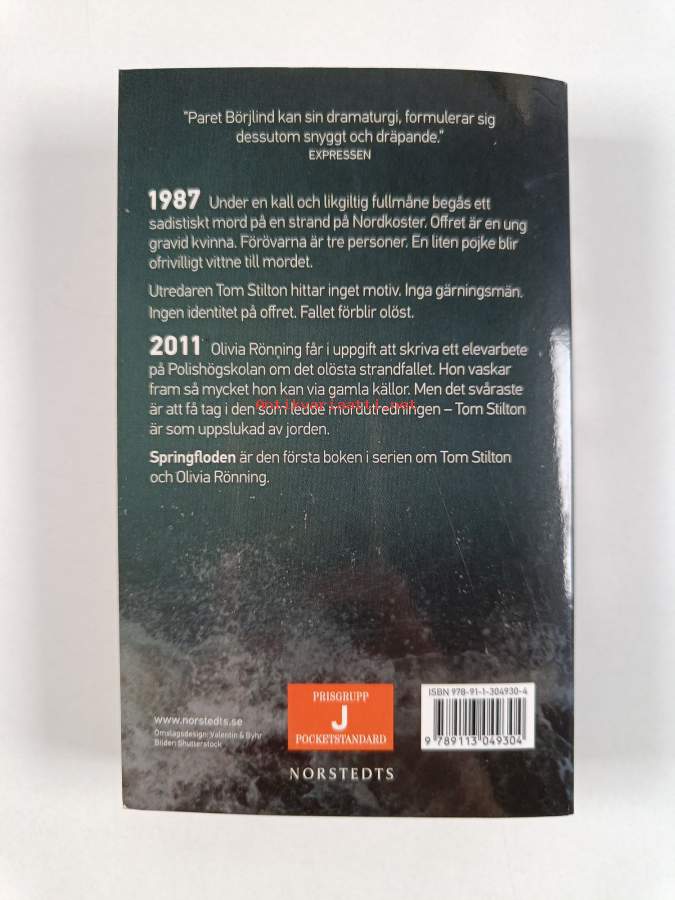 "Paret Börjlind kan sin dramaturgi, formulerar sig
dessutom snyggt och dräpande."
EXPRESSEN
1987 Under en kall och likgiltig fullmåne begås ett
sadistiskt mord på en strand på Nordkoster. Offret är en ung
gravid kvinna. Förövarna är tre personer. En liten pojke blir
ofrivilligt vittne till mordet.
Utredaren Tom Stilton hittar inget motiv. Inga gärningsmän.
Ingen identitet på offret. Fallet förblir olöst.
2011 Olivia Rönning får i uppgift att skriva ett elevarbete
på Polishögskolan om det olösta strandfallet. Hon vaskar
fram så mycket hon kan via gamla källor. Men det svåraste
är att få tag i den som ledde mordutredningen – Tom Stilton
är som uppslukad av jorden.
Antikvariaatti.net
Springfloden är den första boken i serien om Tom Stilton
och Olivia Rönning.
www.norstedts.se
Omslagsdesign: Valentin & Byhr
Bilden Shutterstock
PRISGRUPP
J
POCKETSTANDARD
NORSTEDTS
ISBN 978-91-1-304930-4
9 789113 049304